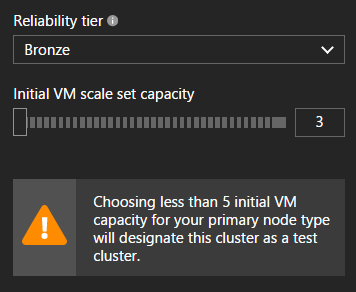 Reliability tier
Bronze
Initial VM scale set capacity
3
Choosing less than 5 initial VM
capacity for your primary node type
will designate this cluster as a test
cluster.